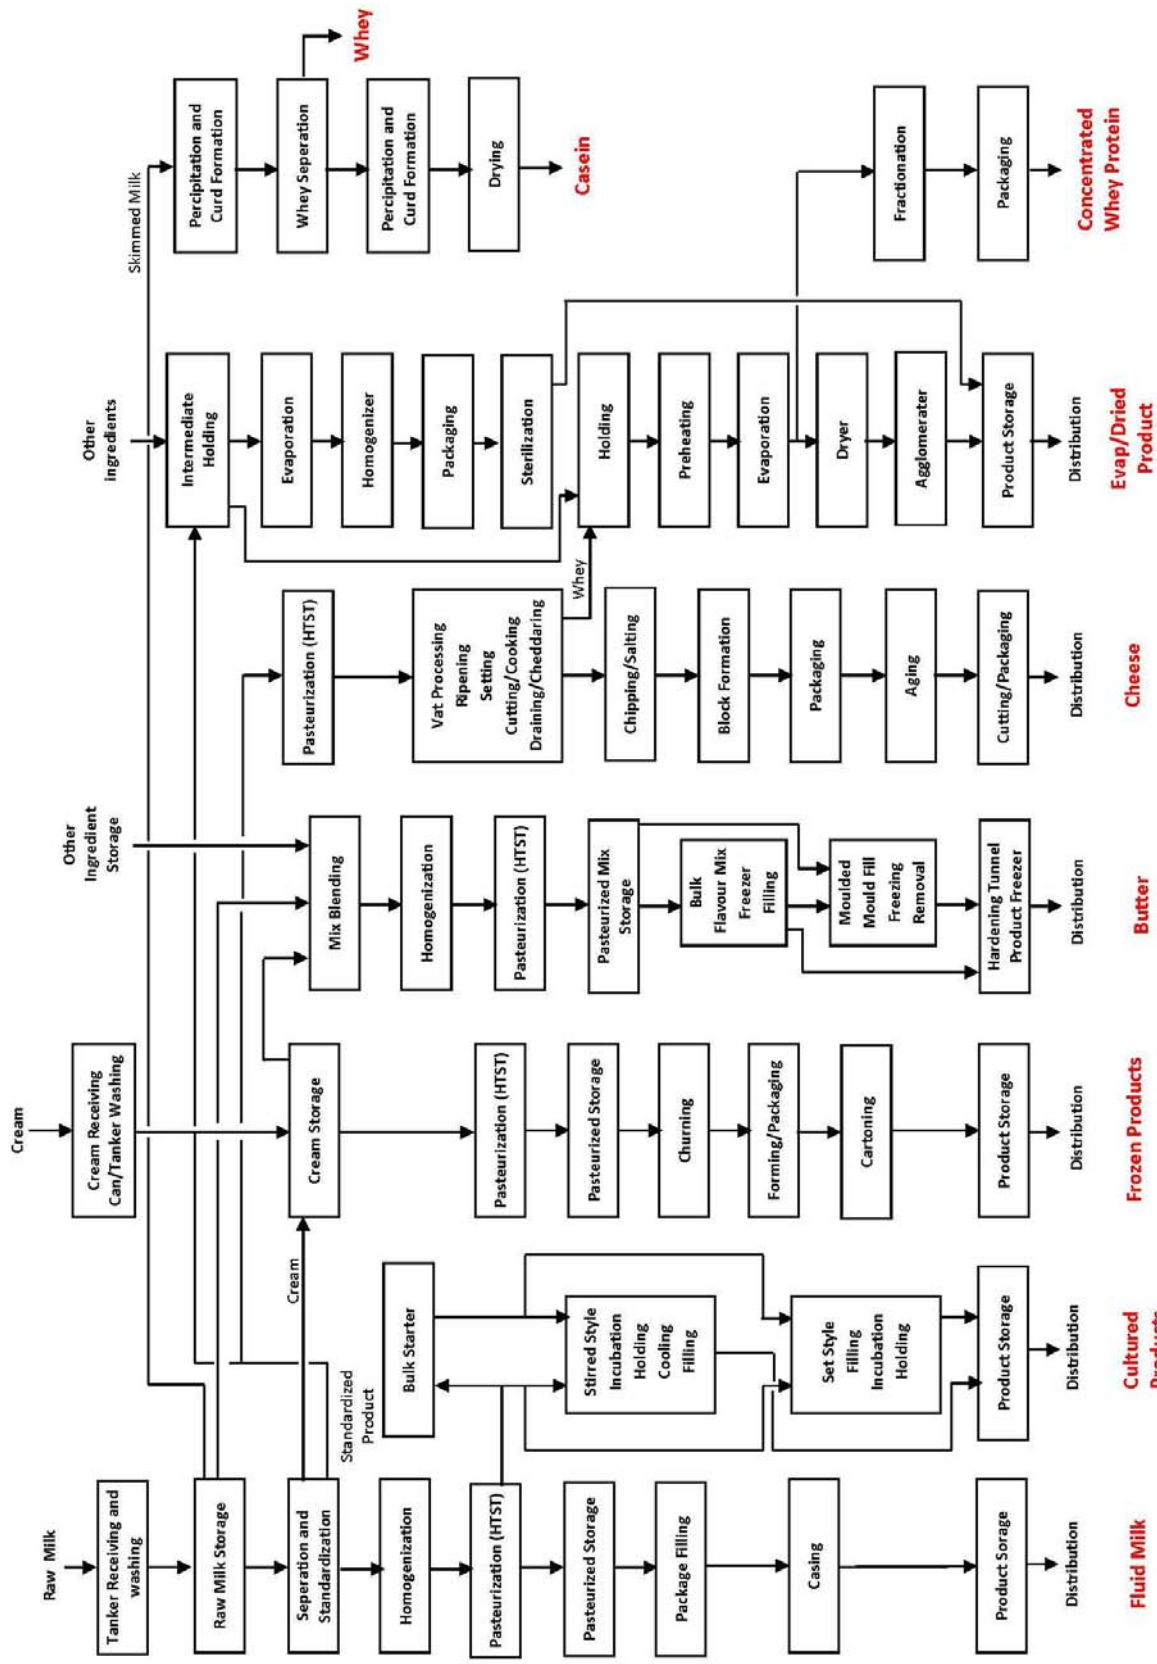 Raw Milk
Tanker Receiving and
washing
Raw Milk Storage
Seperation and
Standardization
Homogenization
Pasteurization (HTST)
Pasteurized Storage
Package Filling
Casing
Product Sorage
Distribution
Fluid Milk
Cream
Standardized
Product
Bulk Starter
Stirred Style
Incubation
Holding
Cooling
Filling
Set Style
Filling
Incubation
Holding
Product Storage
Distribution
Cultured
Products
Cream
Cream Receiving
Can/Tanker Washing
Cream Storage
Pasteurization (HTST)
Pasteurized Storage
Churning
Forming/Packaging
Cartoning
Product Storage
Distribution
Frozen Products
Other
Ingredient
Storage
Mix Blending
Homogenization
Pasteurization (HTST)
Pasteurized Mix
Storage
Bulk
Flavour Mix
Freezer
Filling
Moulded
Mould Fill
Freezing
Removal
Hardening Tunnel
Product Freezer
Distribution
Butter
Pasteurization (HTST)
Vat Processing
Ripening
Setting
Cutting/Cooking
Draining/Cheddaring
Whey
Chipping/Salting
Block Formation
Packaging
Aging
Cutting/Packaging
Distribution
Cheese
Other
ingredients
Intermediate
Holding
Evaporation
Homogenizer
Packaging
Sterilization
Holding
Preheating
Evaporation
Dryer
Agglomerater
Product Storage
Distribution
Evap/Dried
Product
Skimmed Milk
Percipitation and
Curd Formation
Whey Seperation
Whey
Percipitation and
Curd Formation
Drying
Casein
Fractionation
Packaging
Concentrated
Whey Protein